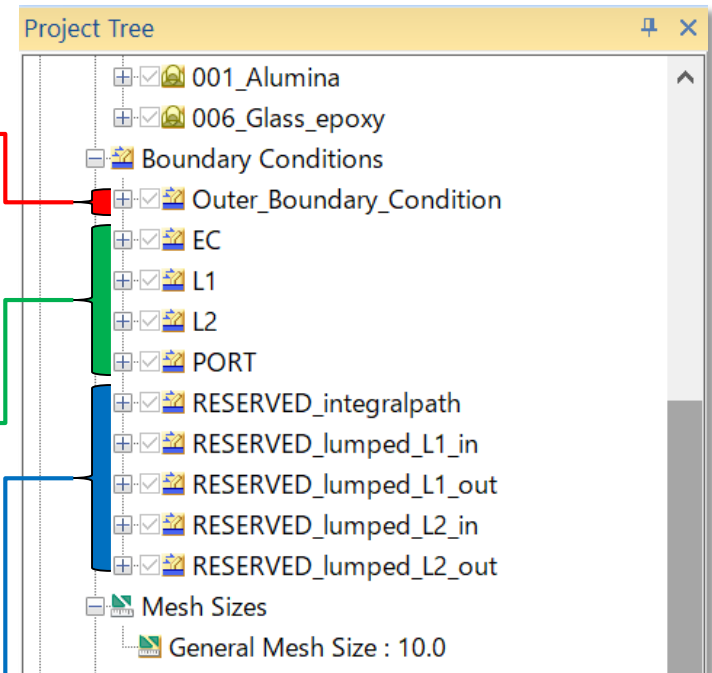 Project Tree
001_Alumina
006_Glass_epoxy
Boundary Conditions
Outer_Boundary_Condition
EC
L1
L2
PORT
RESERVED_integralpath
RESERVED_lumped_L1_in
RESERVED_lumped_L1_out
RESERVED_lumped_L2_in
RESERVED_lumped_L2_out
Mesh Sizes
General Mesh Size : 10.0